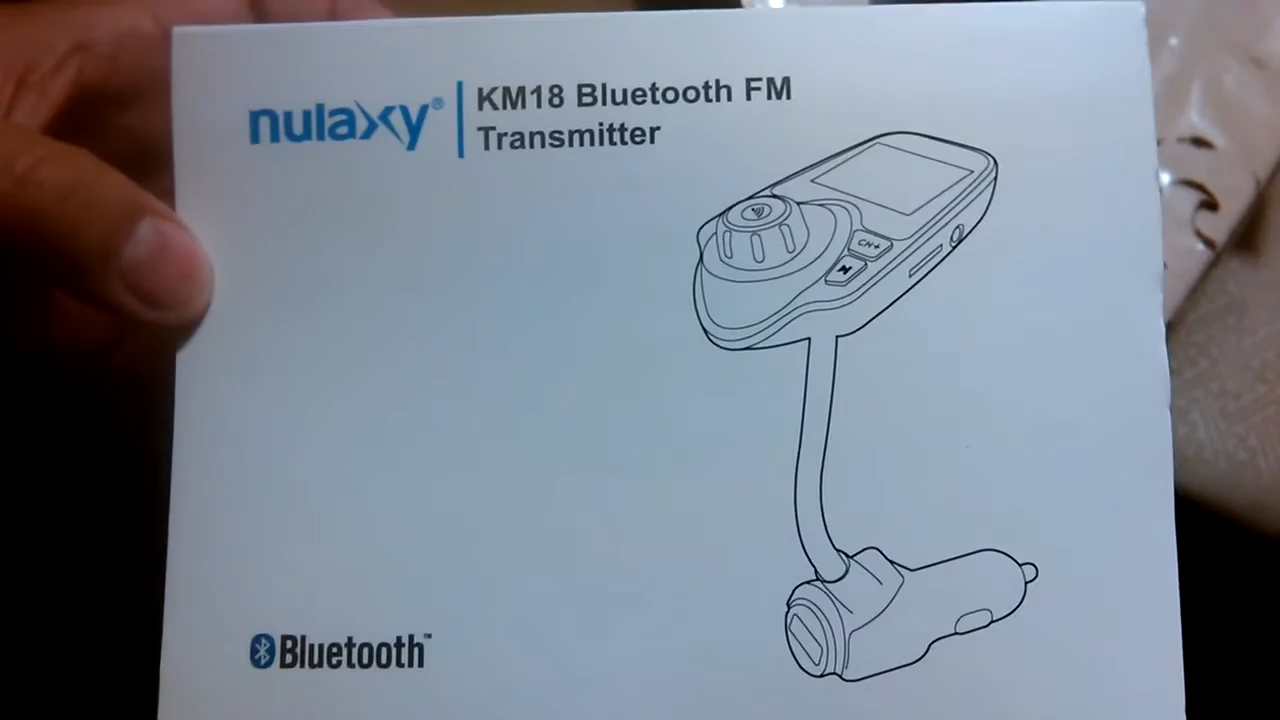 nulaxy®
KM18 Bluetooth FM
Transmitter
CH+
Bluetooth™